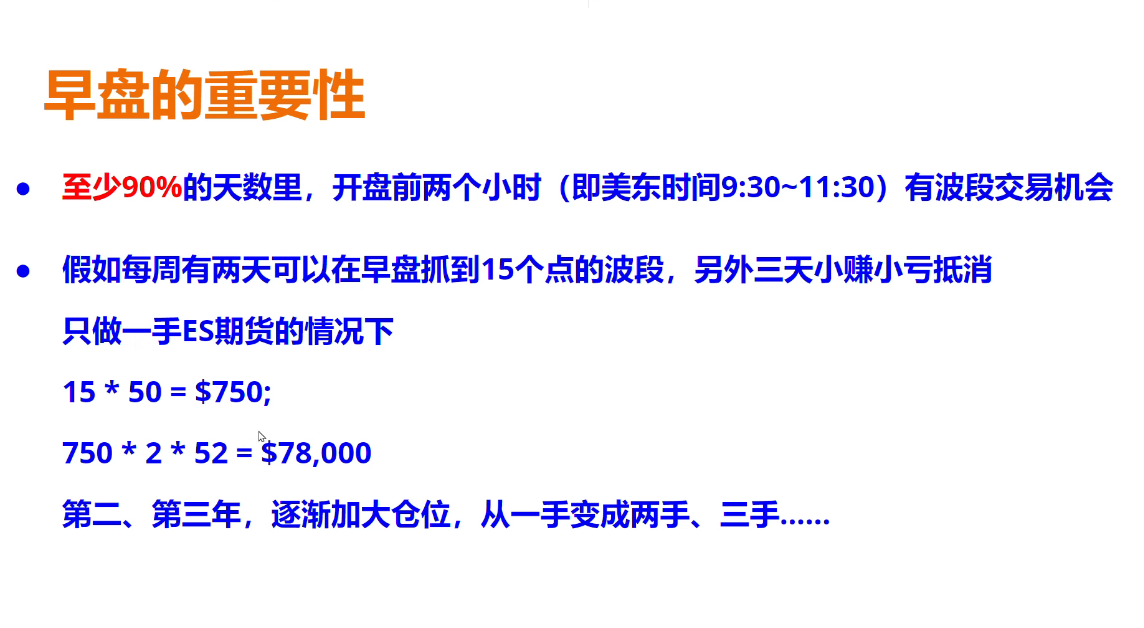 早盘的重要性
● 至少90%的天数里，开盘前两个小时（即美东时间9:30~11:30）有波段交易机会
● 假如每周有两天可以在早盘抓到15个点的波段，另外三天小赚小亏抵消
只做一手ES期货的情况下
15 * 50 = $750;
750 * 2 * 52 = $78,000
第二、第三年，逐渐加大仓位，从一手变成两手、三手……